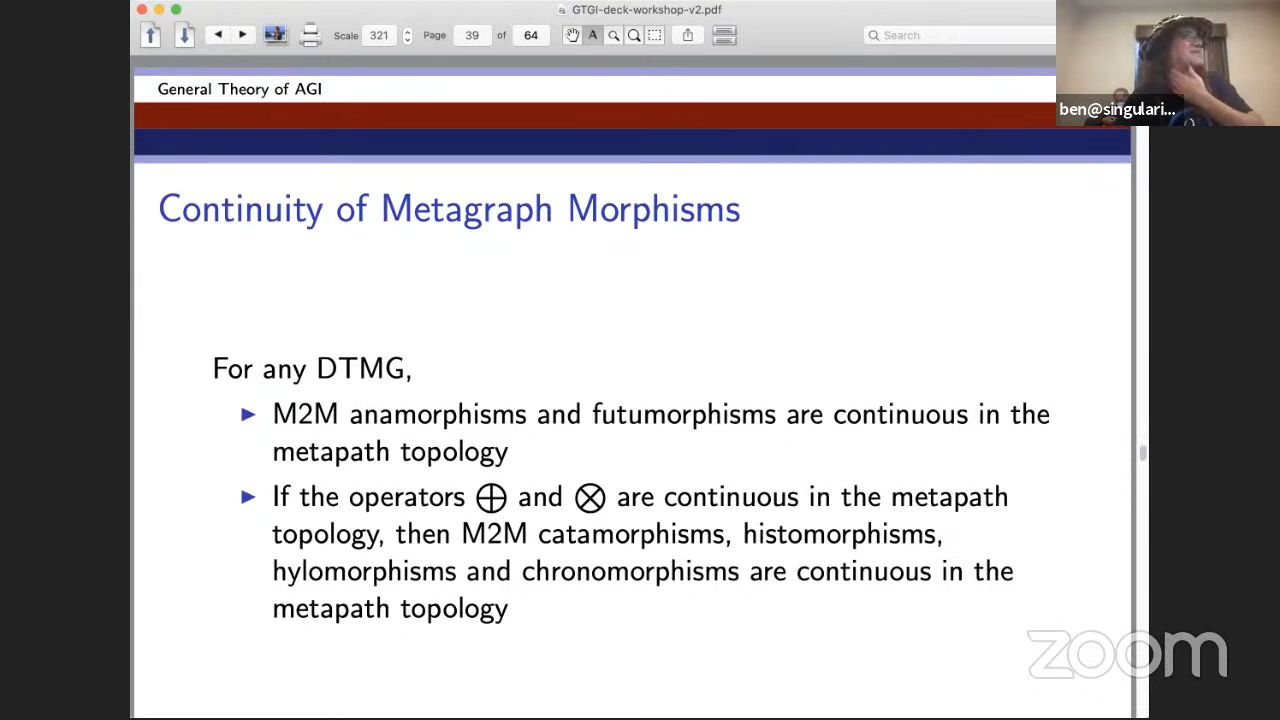 GTGI-deck-workshop-v2.pdf
Scale 321 Page 39 of 64 A Search
ben@singulari...
General Theory of AGI
Continuity of Metagraph Morphisms
For any DTMG,
▶ M2M anamorphisms and futumorphisms are continuous in the
metapath topology
▶ If the operators ⊕ and ⊗ are continuous in the metapath
topology, then M2M catamorphisms, histomorphisms,
hylomorphisms and chronomorphisms are continuous in the
metapath topology
zoom